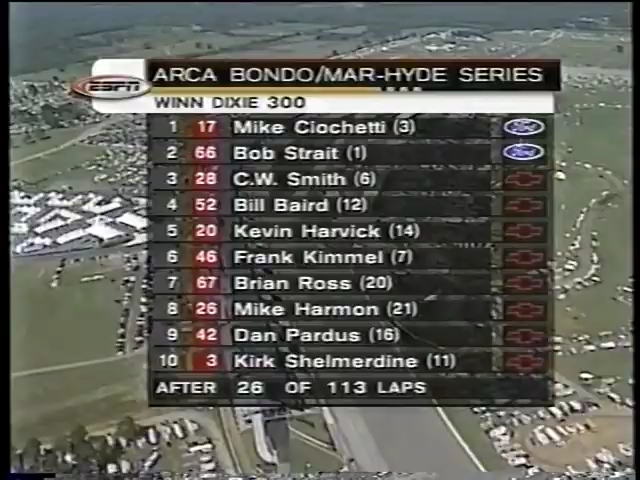 ESPN
ARCA BONDO/MAR-HYDE SERIES
WINN DIXIE 300
1 17 Mike Ciochetti (3) Ford
2 66 Bob Strait (1) Ford
3 28 C.W. Smith (6)
4 52 Bill Baird (12)
5 20 Kevin Harvick (14)
6 46 Frank Kimmel (7)
7 67 Brian Ross (20)
8 26 Mike Harmon (21)
9 42 Dan Pardus (16)
10 3 Kirk Shelmerdine (11)
AFTER 26 OF 113 LAPS